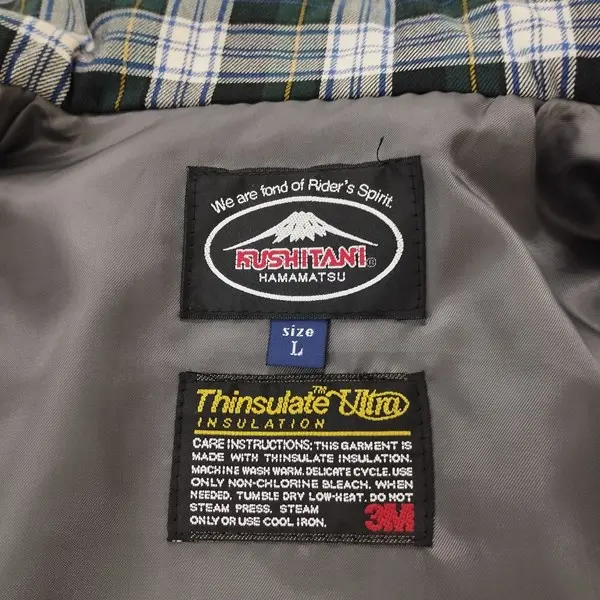 We are fond of Rider's Spirit.
KUSHITANI®
HAMAMATSU
size
L
Thinsulate™ Ultra
INSULATION
CARE INSTRUCTIONS: THIS GARMENT IS
MADE WITH THINSULATE INSULATION.
MACHINE WASH WARM. DELICATE CYCLE. USE
ONLY NON-CHLORINE BLEACH. WHEN
NEEDED. TUMBLE DRY LOW-HEAT. DO NOT
STEAM PRESS. STEAM
ONLY OR USE COOL IRON.
3M